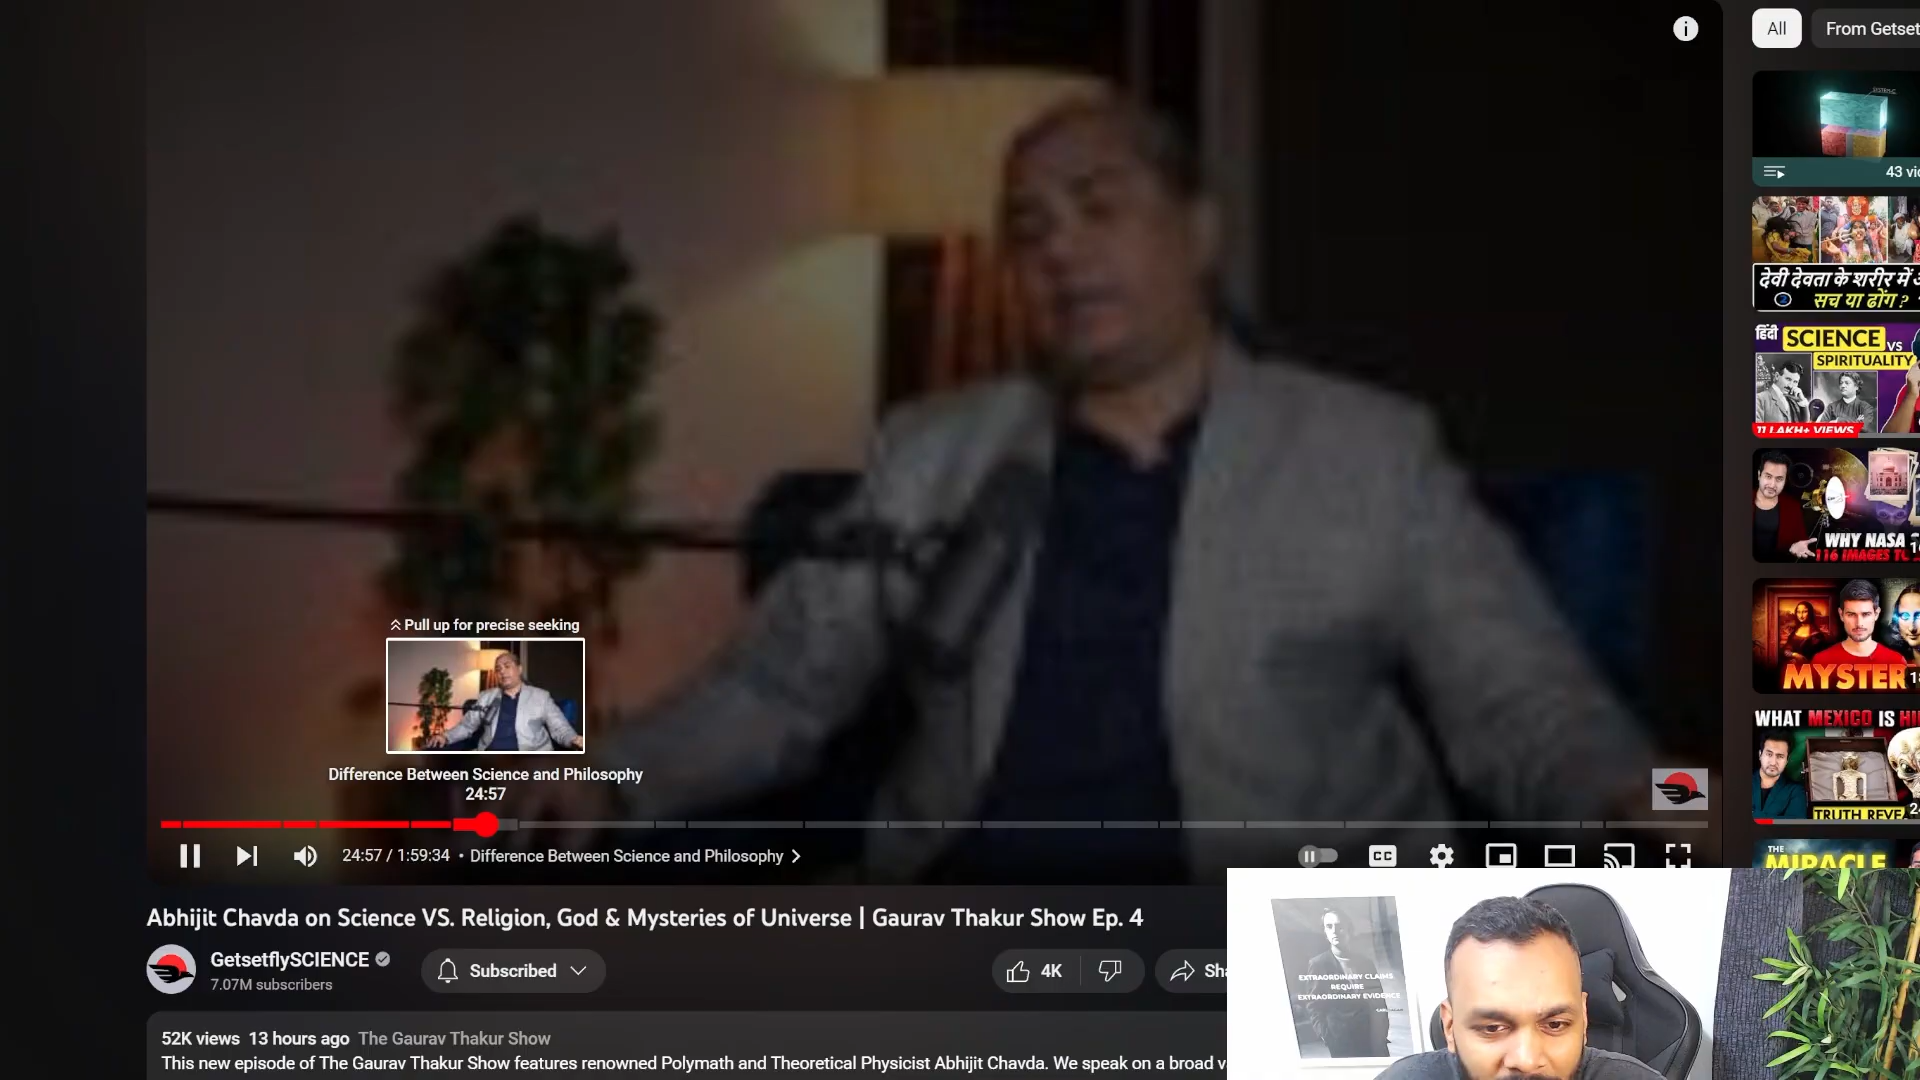 All
From Getset
43 vi
देवी देवता के शरीर में
सच या ढोंग ?
हिंदी SCIENCE VS
SPIRITUALITY
11 LAKH+ VIEWS
WHY NASA
116 IMAGES T
MYSTER
WHAT MEXICO IS HI
TRUTH REVEA
THE
MIRACLE
Pull up for precise seeking
Difference Between Science and Philosophy
24:57
24:57 / 1:59:34 • Difference Between Science and Philosophy
CC
Abhijit Chavda on Science VS. Religion, God & Mysteries of Universe | Gaurav Thakur Show Ep. 4
GetsetflySCIENCE
7.07M subscribers
Subscribed
4K
Sha
EXTRAORDINARY CLAIMS
REQUIRE
EXTRAORDINARY EVIDENCE
52K views 13 hours ago The Gaurav Thakur Show
This new episode of The Gaurav Thakur Show features renowned Polymath and Theoretical Physicist Abhijit Chavda. We speak on a broad v